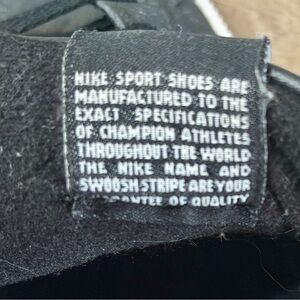 NIKE SPORT SHOES ARE
MANUFACTURED TO THE
EXACT SPECIFICATIONS
OF CHAMPION ATHLETES
THROUGHOUT THE WORLD
THE NIKE NAME AND
SWOOSH STRIPE ARE YOUR
GUARANTEE OF QUALITY